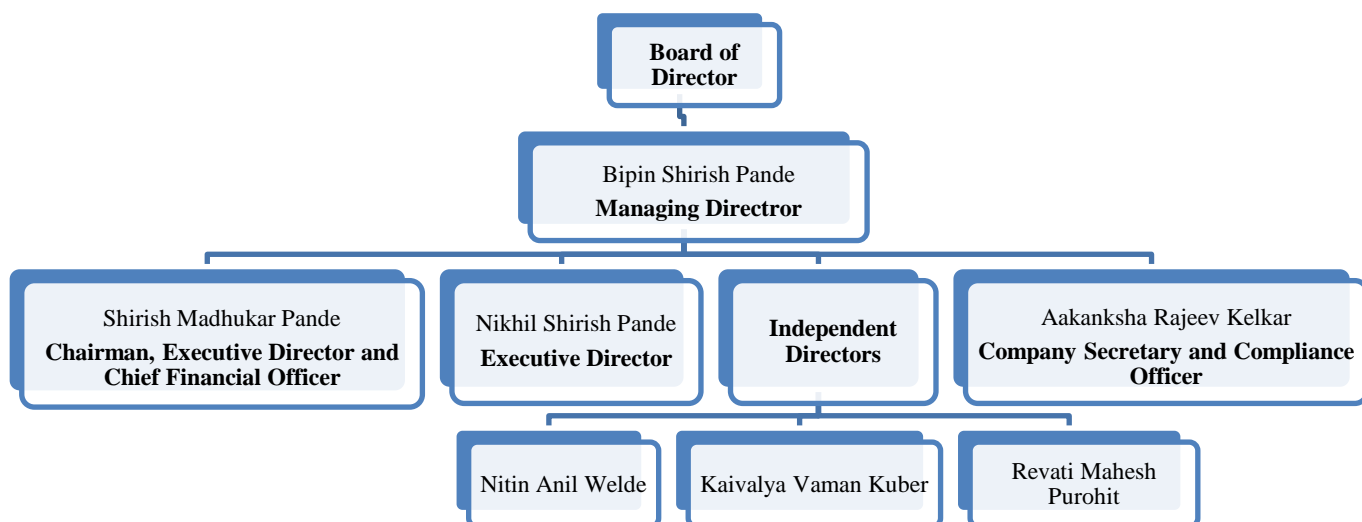 Board of
Director
Bipin Shirish Pande
Managing Directror
Shirish Madhukar Pande
Chairman, Executive Director and
Chief Financial Officer
Nikhil Shirish Pande
Executive Director
Independent
Directors
Aakanksha Rajeev Kelkar
Company Secretary and Compliance
Officer
Nitin Anil Welde
Kaivalya Vaman Kuber
Revati Mahesh
Purohit